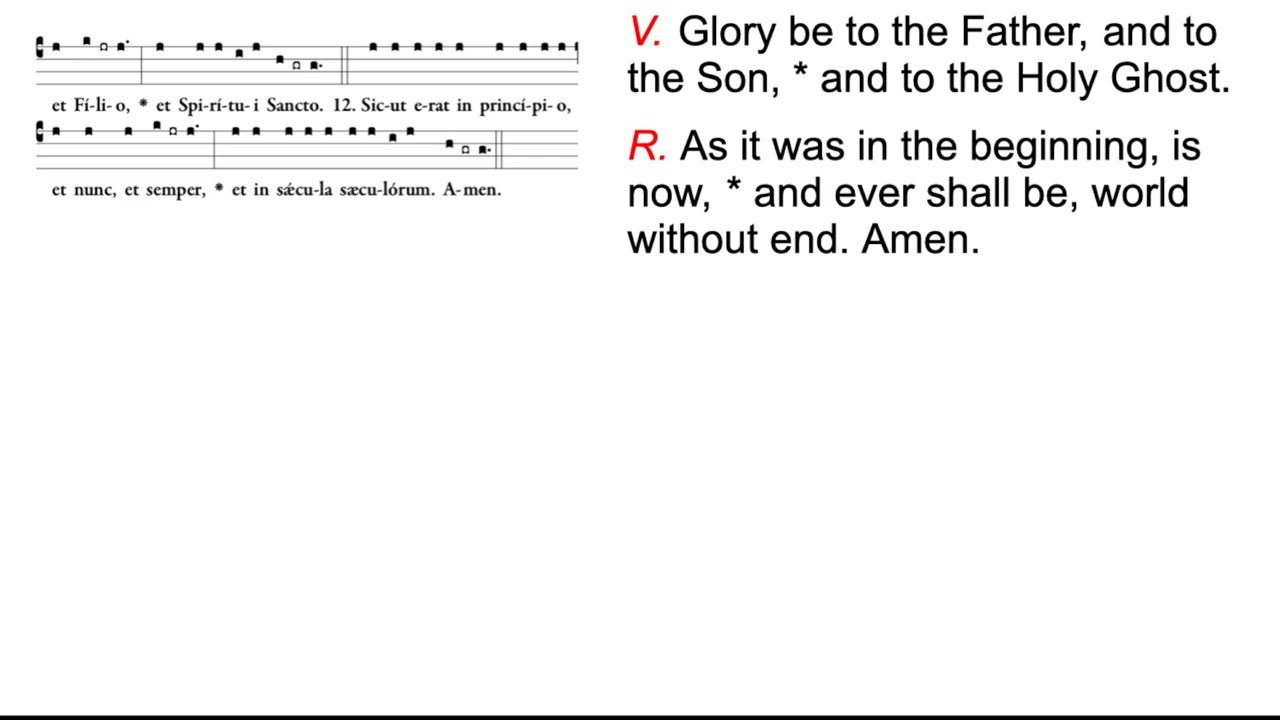 et Fí-li-o, * et Spi-rí-tu-i Sancto. 12. Sic-ut e-rat in princí-pi-o,
et nunc, et semper, * et in sǽcu-la sæcu-lórum. A-men.
V. Glory be to the Father, and to
the Son, * and to the Holy Ghost.
R. As it was in the beginning, is
now, * and ever shall be, world
without end. Amen.